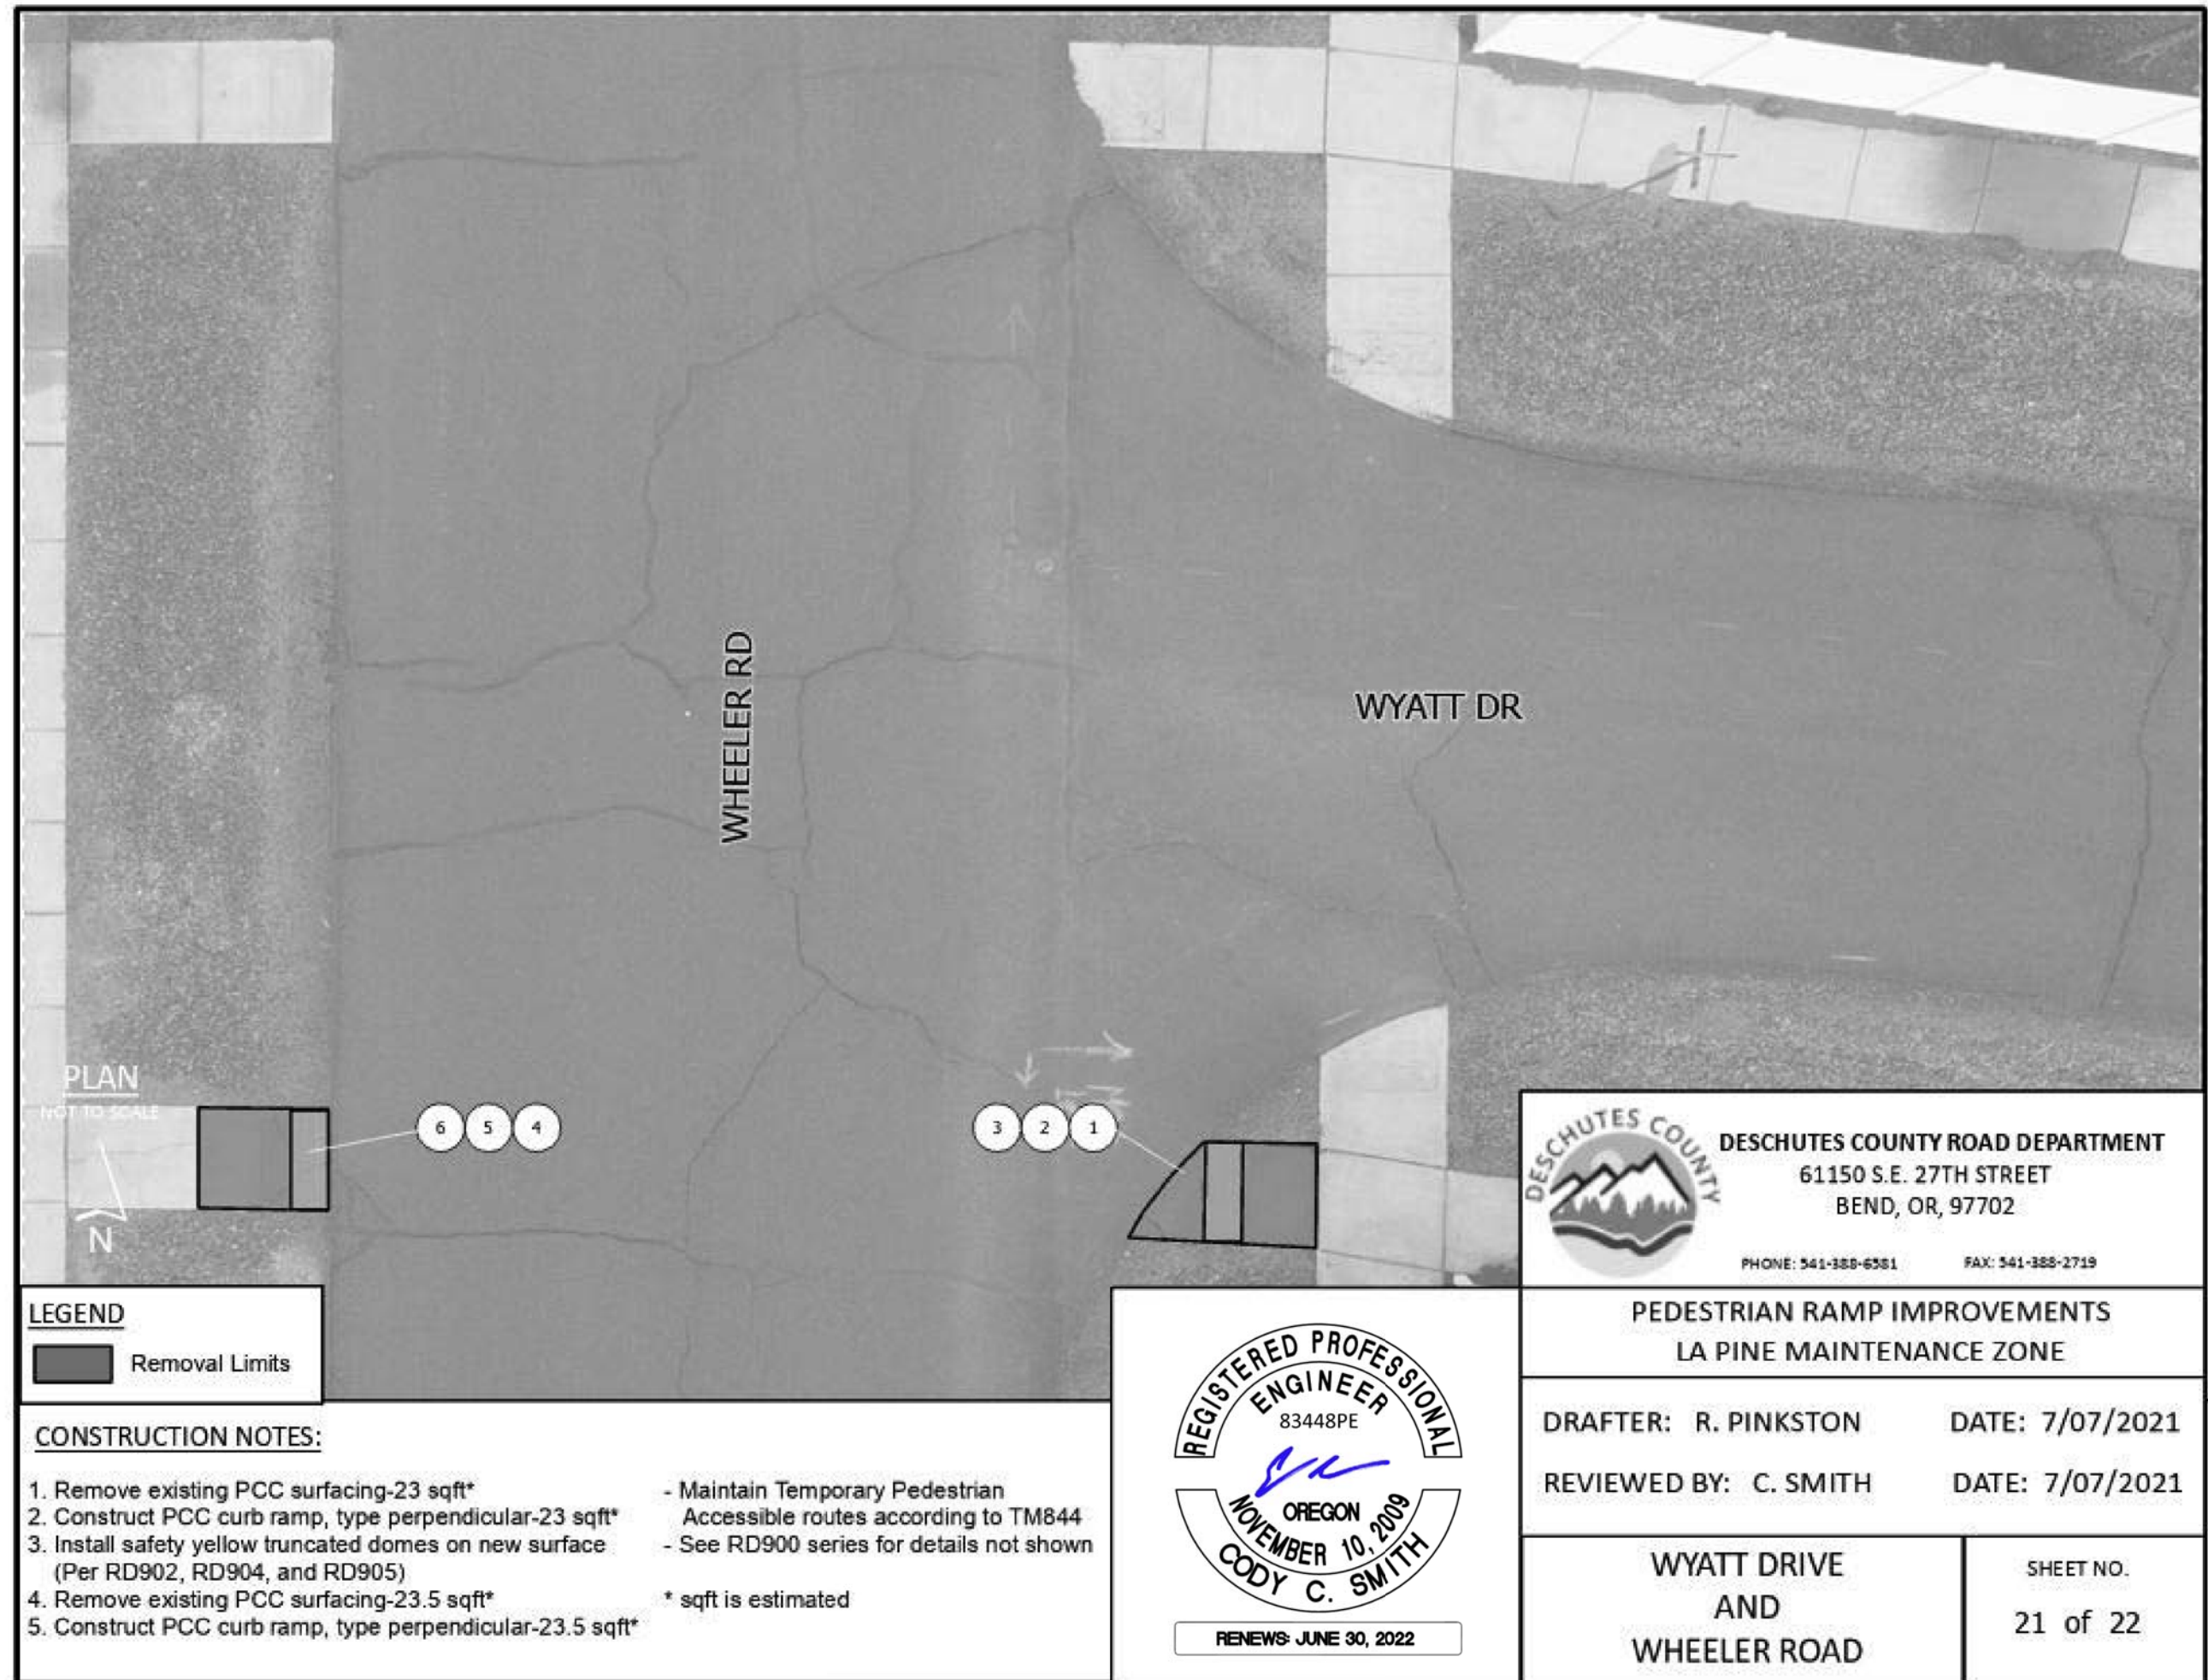 WHEELER RD
WYATT DR
PLAN
NOT TO SCALE
N
6 5 4
3 2 1
LEGEND
Removal Limits
CONSTRUCTION NOTES:
1. Remove existing PCC surfacing-23 sqft*
2. Construct PCC curb ramp, type perpendicular-23 sqft*
3. Install safety yellow truncated domes on new surface
(Per RD902, RD904, and RD905)
4. Remove existing PCC surfacing-23.5 sqft*
5. Construct PCC curb ramp, type perpendicular-23.5 sqft*
- Maintain Temporary Pedestrian
Accessible routes according to TM844
- See RD900 series for details not shown
* sqft is estimated
REGISTERED PROFESSIONAL
ENGINEER
83448PE
OREGON
NOVEMBER 10, 2009
CODY C. SMITH
RENEWS: JUNE 30, 2022
DESCHUTES COUNTY
DESCHUTES COUNTY ROAD DEPARTMENT
61150 S.E. 27TH STREET
BEND, OR, 97702
PHONE: 541-388-6581 FAX: 541-388-2719
PEDESTRIAN RAMP IMPROVEMENTS
LA PINE MAINTENANCE ZONE
DRAFTER: R. PINKSTON DATE: 7/07/2021
REVIEWED BY: C. SMITH DATE: 7/07/2021
WYATT DRIVE
AND
WHEELER ROAD
SHEET NO.
21 of 22